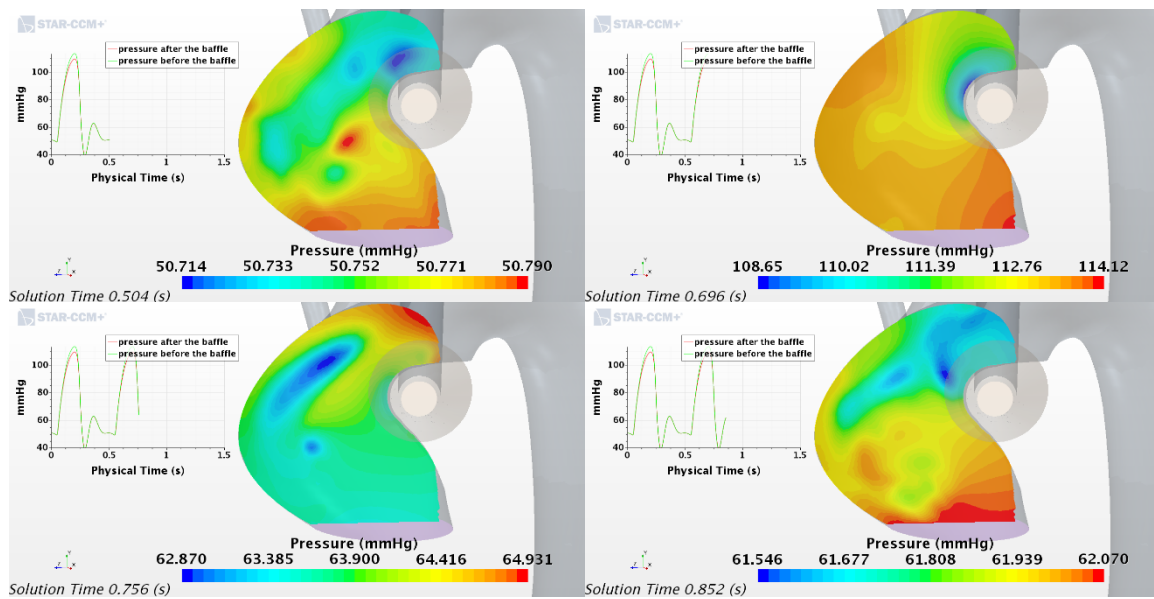 STAR-CCM+
pressure after the baffle
pressure before the baffle
mmHg
100
80
60
40
0
0.5
1
1.5
Physical Time (s)
Pressure (mmHg)
50.714 50.733 50.752 50.771 50.790
Solution Time 0.504 (s)
STAR-CCM+
pressure after the baffle
pressure before the baffle
mmHg
100
80
60
40
0
0.5
1
1.5
Physical Time (s)
Pressure (mmHg)
108.65 110.02 111.39 112.76 114.12
Solution Time 0.696 (s)
STAR-CCM+
pressure after the baffle
pressure before the baffle
mmHg
100
80
60
40
0
0.5
1
1.5
Physical Time (s)
Pressure (mmHg)
62.870 63.385 63.900 64.416 64.931
Solution Time 0.756 (s)
STAR-CCM+
pressure after the baffle
pressure before the baffle
mmHg
100
80
60
40
0
0.5
1
1.5
Physical Time (s)
Pressure (mmHg)
61.546 61.677 61.808 61.939 62.070
Solution Time 0.852 (s)